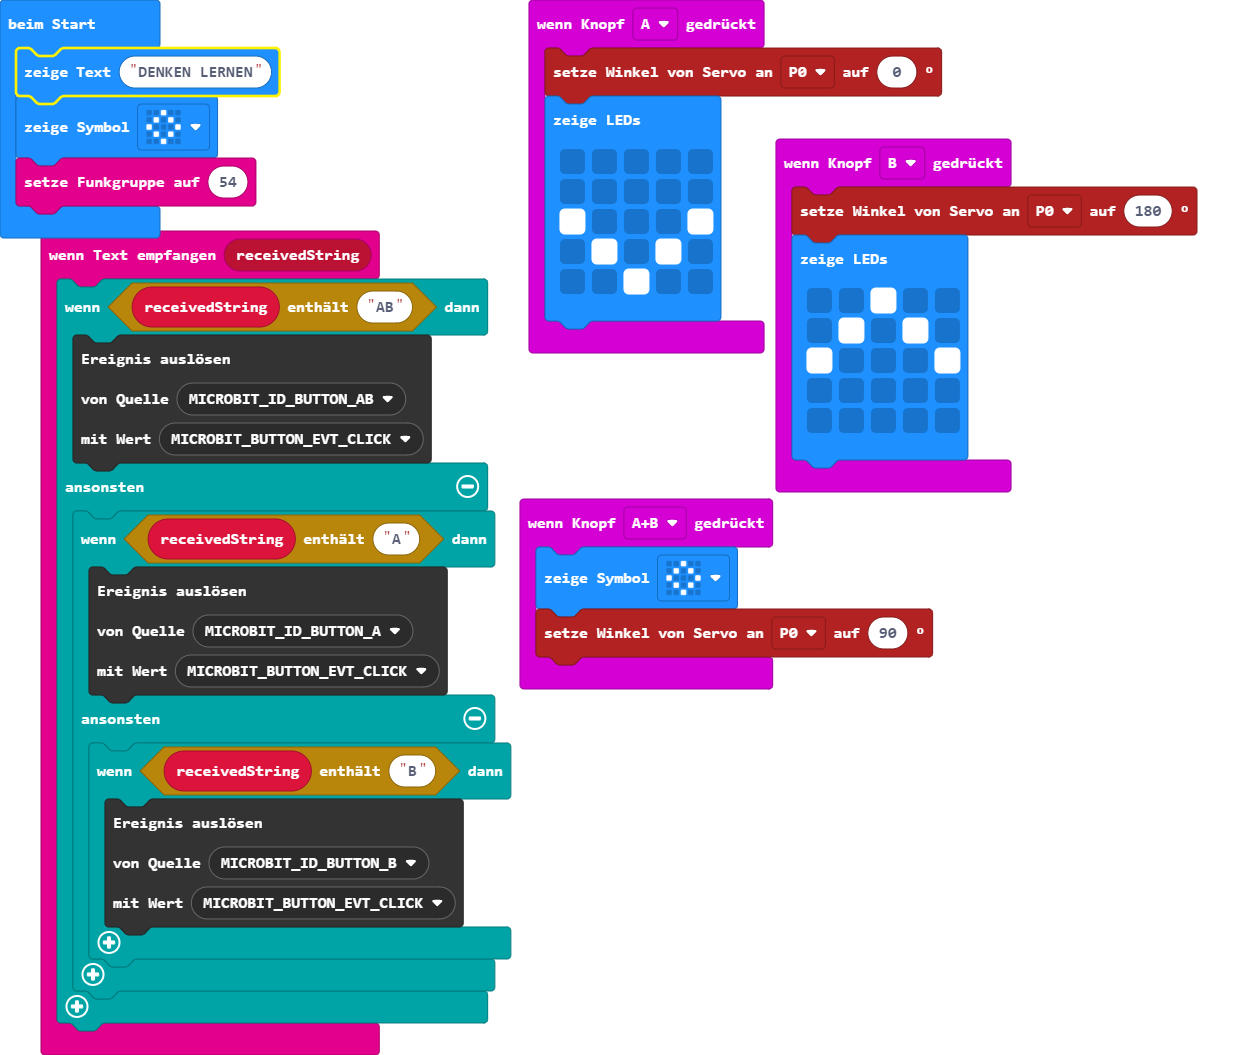 beim Start
zeige Text "DENKEN LERNEN"
zeige Symbol
setze Funkgruppe auf 54
wenn Text empfangen receivedString
wenn receivedString enthält "AB" dann
Ereignis auslösen
von Quelle MICROBIT_ID_BUTTON_AB
mit Wert MICROBIT_BUTTON_EVT_CLICK
ansonsten
wenn receivedString enthält "A" dann
Ereignis auslösen
von Quelle MICROBIT_ID_BUTTON_A
mit Wert MICROBIT_BUTTON_EVT_CLICK
ansonsten
wenn receivedString enthält "B" dann
Ereignis auslösen
von Quelle MICROBIT_ID_BUTTON_B
mit Wert MICROBIT_BUTTON_EVT_CLICK
wenn Knopf A gedrückt
setze Winkel von Servo an P0 auf 0 °
zeige LEDs
wenn Knopf B gedrückt
setze Winkel von Servo an P0 auf 180 °
zeige LEDs
wenn Knopf A+B gedrückt
zeige Symbol
setze Winkel von Servo an P0 auf 90 °